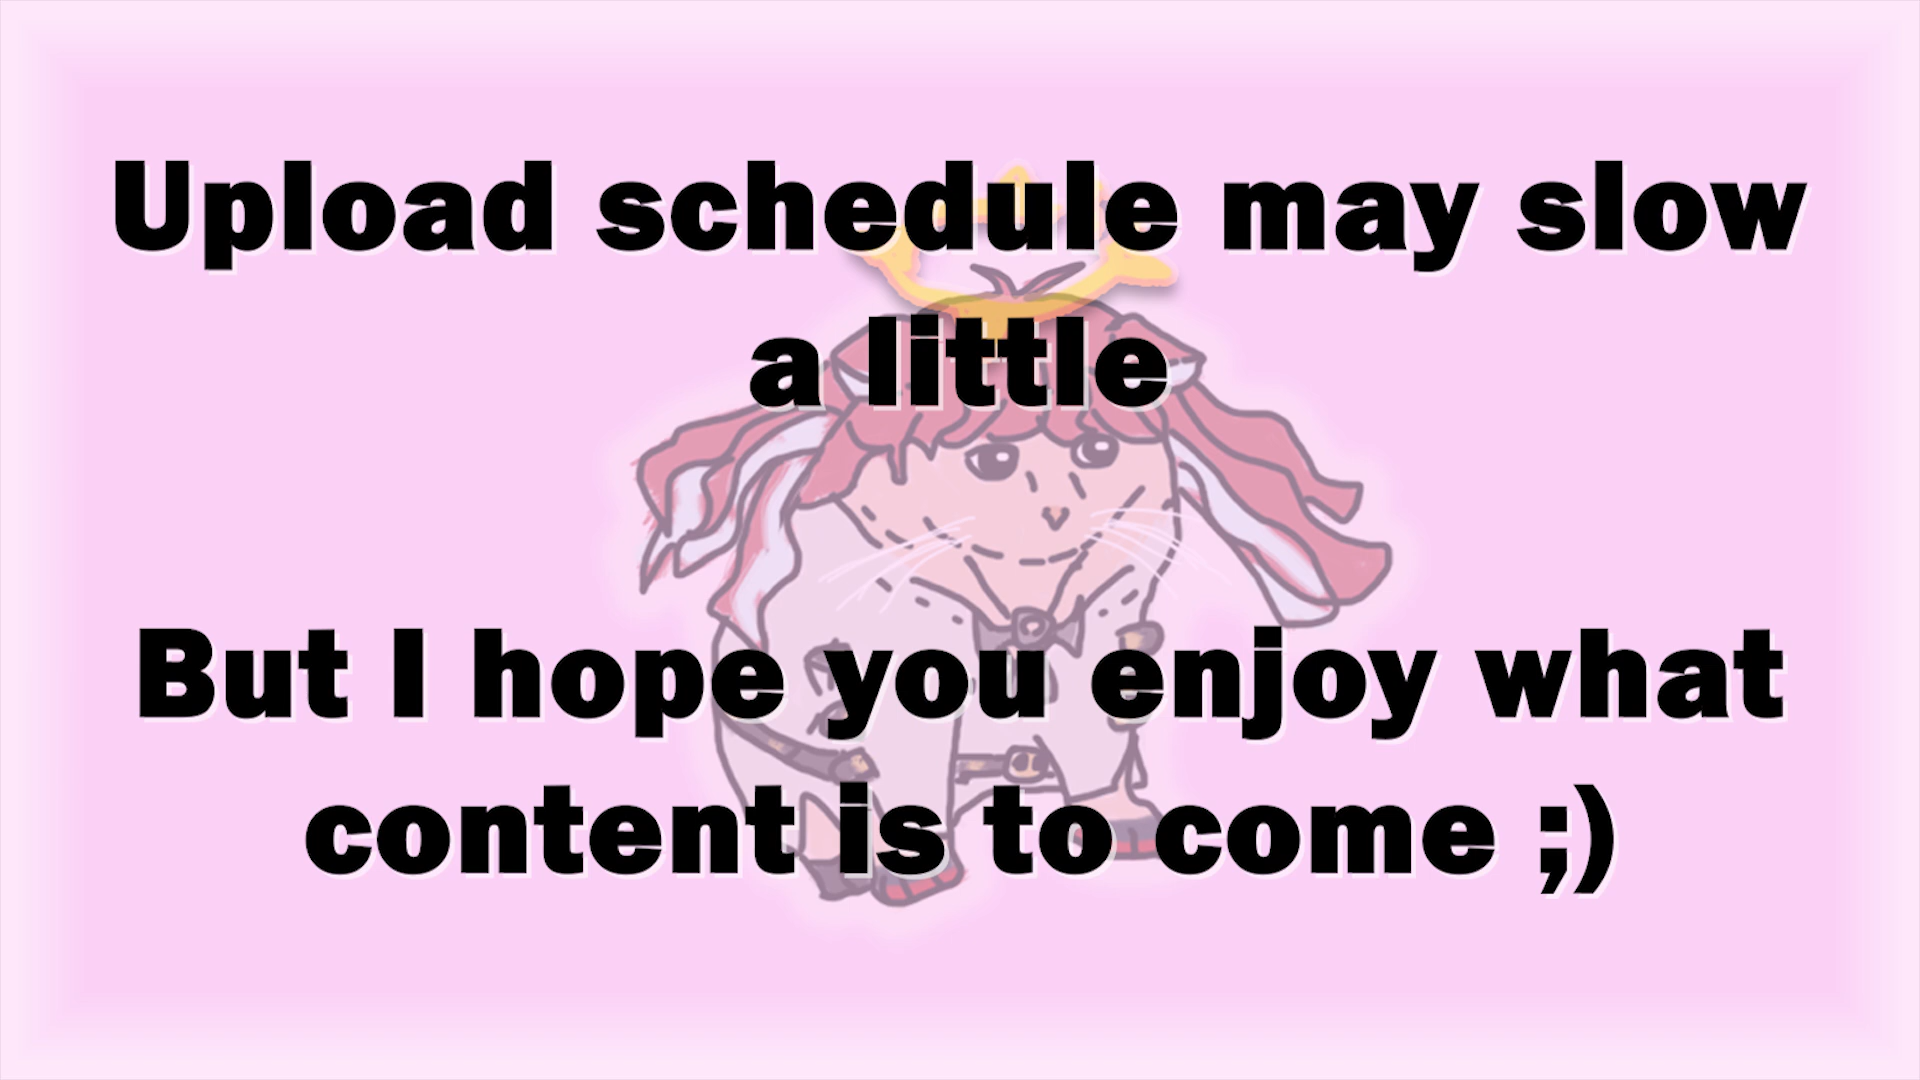 Upload schedule may slow
a little
But I hope you enjoy what
content is to come ;)